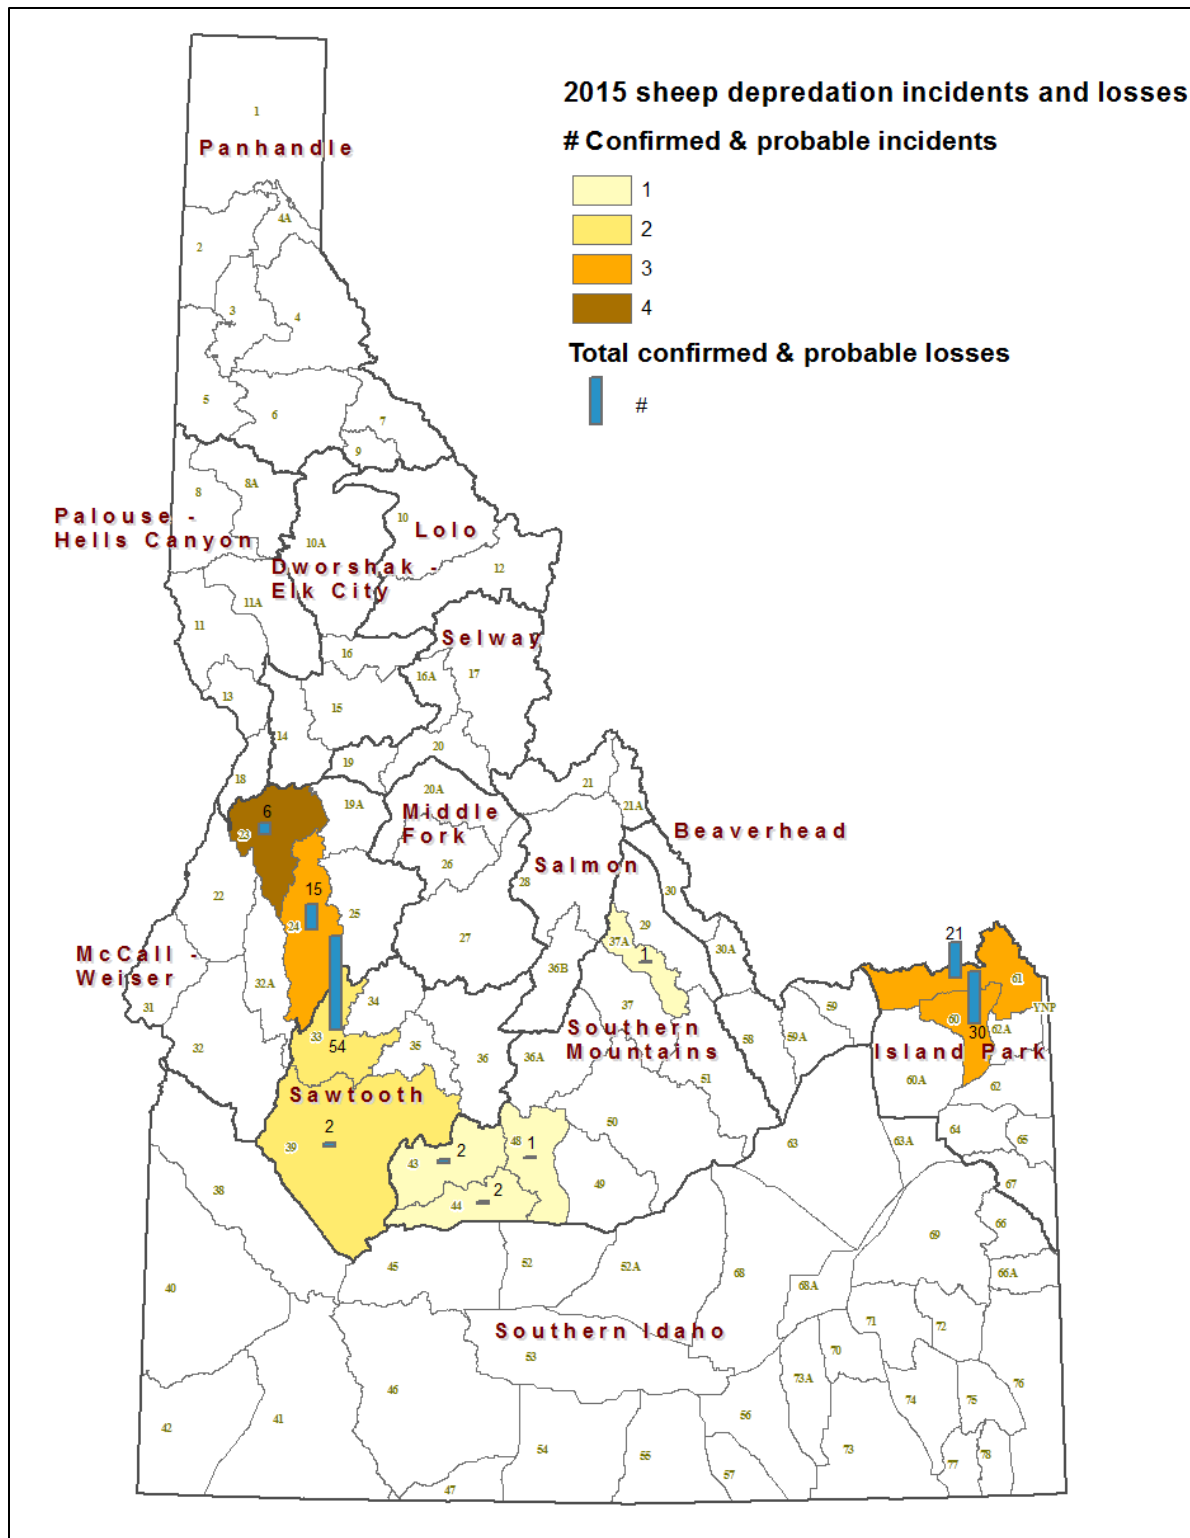 2015 sheep depredation incidents and losses
# Confirmed & probable incidents
1
2
3
4
Total confirmed & probable losses
#
1
Panhandle
4A
2
3
4
5
6
7
9
8
8A
Palouse -
Hells Canyon
10A
10
Lolo
12
Dworshak -
Elk City
11
11A
Selway
16
16A
17
13
15
14
20
18
19
21
20A
19A
21A
Middle
Fork
6
23
Beaverhead
26
Salmon
28
30
22
15
24
25
29
27
37A
1
30A
21
McCall -
Weiser
36B
61
32A
31
34
37
59
YNP
60
30
62A
33
54
Southern
Mountains
58
59A
32
35
36
36A
Island Park
60A
62
51
Sawtooth
50
39
2
43
2
48
1
63
63A
64
65
44
2
49
67
38
66
69
40
45
52
52A
68
68A
66A
Southern Idaho
53
71
72
70
46
73A
74
75
76
42
41
56
54
55
73
57
77
78
47